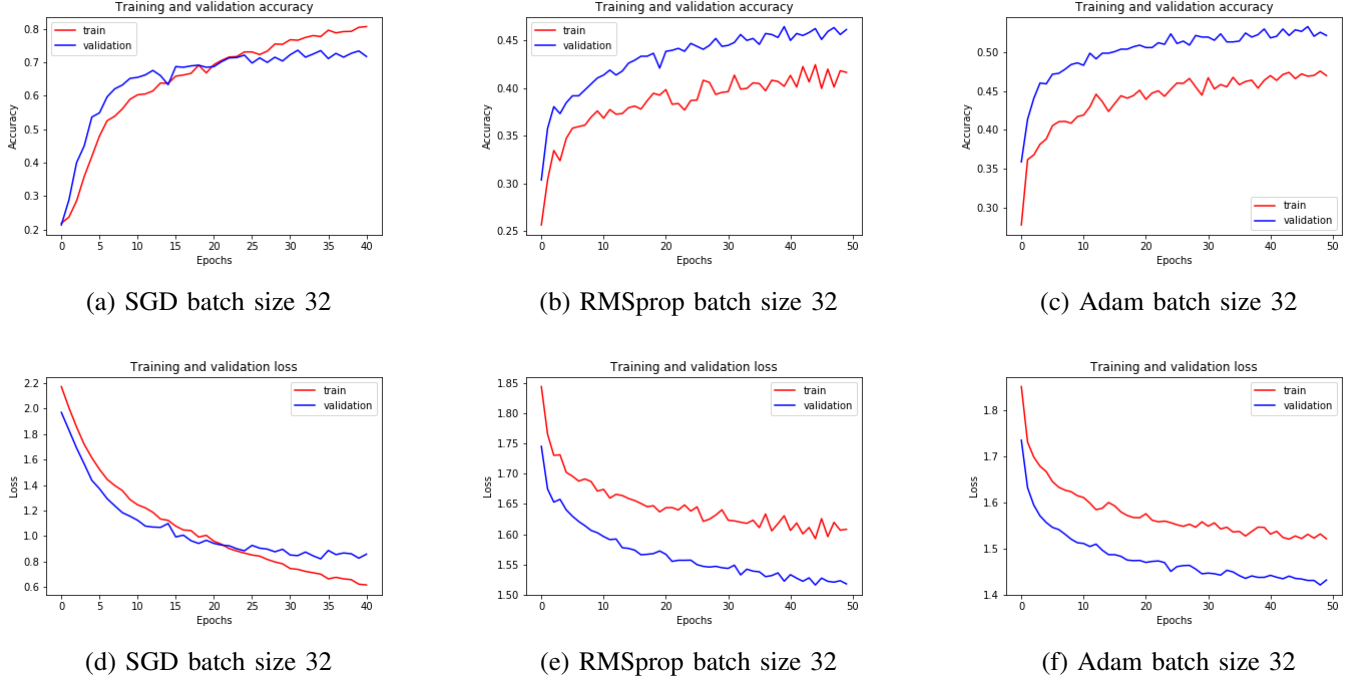 Training and validation accuracy
train
validation
Accuracy
0.8
0.7
0.6
0.5
0.4
0.3
0.2
0 5 10 15 20 25 30 35 40
Epochs
(a) SGD batch size 32
Training and validation accuracy
train
validation
Accuracy
0.45
0.40
0.35
0.30
0.25
0 10 20 30 40 50
Epochs
(b) RMSprop batch size 32
Training and validation accuracy
Accuracy
0.50
0.45
0.40
0.35
0.30
train
validation
0 10 20 30 40 50
Epochs
(c) Adam batch size 32
Training and validation loss
train
validation
Loss
2.2
2.0
1.8
1.6
1.4
1.2
1.0
0.8
0.6
0 5 10 15 20 25 30 35 40
Epochs
(d) SGD batch size 32
Training and validation loss
train
validation
Loss
1.85
1.80
1.75
1.70
1.65
1.60
1.55
1.50
0 10 20 30 40 50
Epochs
(e) RMSprop batch size 32
Training and validation loss
train
validation
Loss
1.8
1.7
1.6
1.5
1.4
0 10 20 30 40 50
Epochs
(f) Adam batch size 32